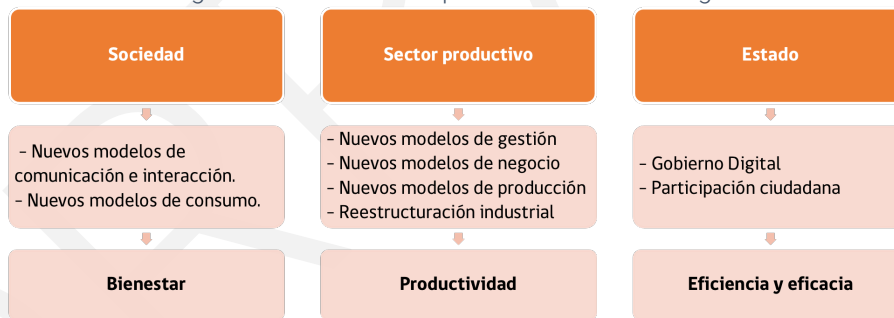 Sociedad
Sector productivo
Estado
– Nuevos modelos de
comunicación e interacción.
– Nuevos modelos de consumo.
– Nuevos modelos de gestión
– Nuevos modelos de negocio
– Nuevos modelos de producción
– Reestructuración industrial
– Gobierno Digital
– Participación ciudadana
Bienestar
Productividad
Eficiencia y eficacia